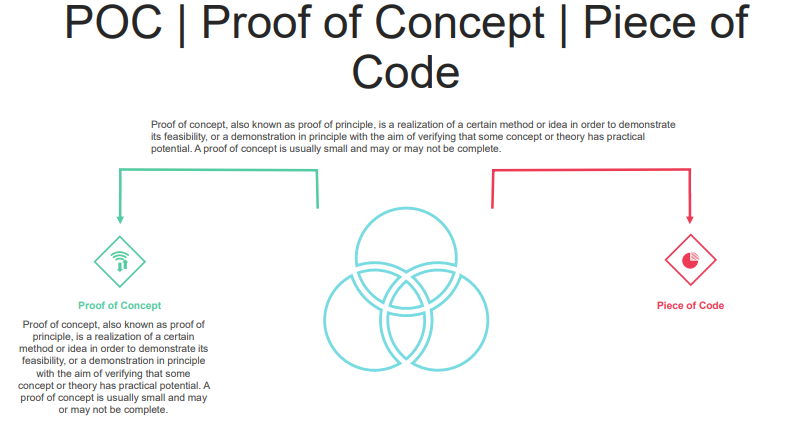 POC | Proof of Concept | Piece of
Code
Proof of concept, also known as proof of principle, is a realization of a certain method or idea in order to demonstrate
its feasibility, or a demonstration in principle with the aim of verifying that some concept or theory has practical
potential. A proof of concept is usually small and may or may not be complete.
Proof of Concept
Proof of concept, also known as proof of
principle, is a realization of a certain
method or idea in order to demonstrate its
feasibility, or a demonstration in principle
with the aim of verifying that some
concept or theory has practical potential. A
proof of concept is usually small and may
or may not be complete.
Piece of Code